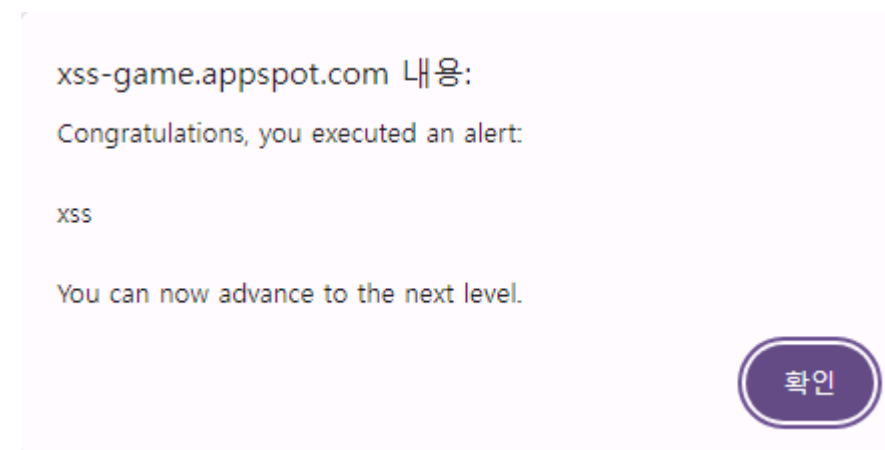 xss-game.appspot.com 내용:
Congratulations, you executed an alert:
xss
You can now advance to the next level.
확인